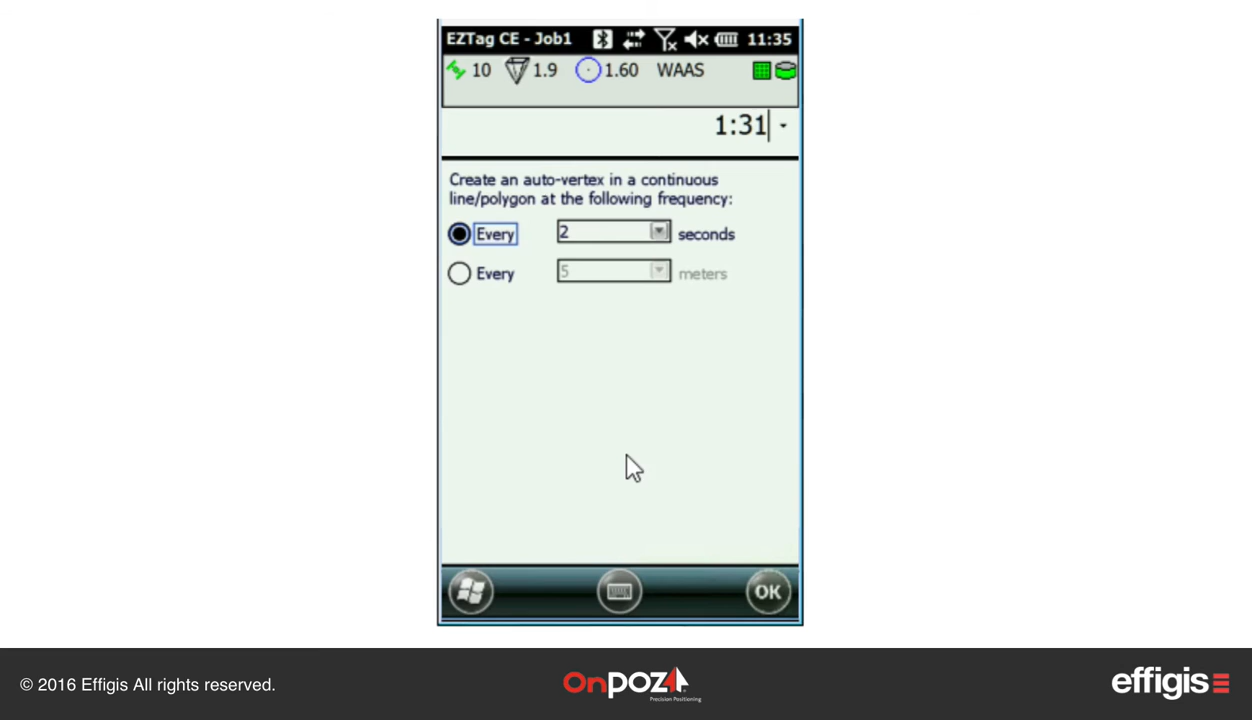 EZTag CE - Job1 11:35
10 1.9 1.60 WAAS
1:31
Create an auto-vertex in a continuous
line/polygon at the following frequency:
Every 2 seconds
Every 5 meters
OK
© 2016 Effigis All rights reserved.
Onpoz
Precision Positioning
effigis